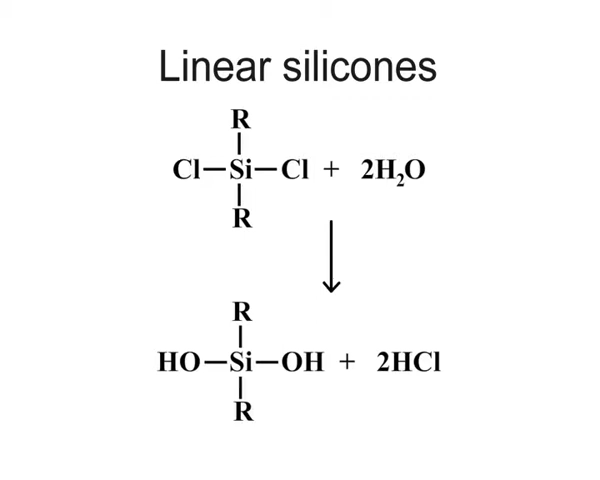 Linear silicones
R
Cl—Si—Cl + 2H₂O
R
R
HO—Si—OH + 2HCl
R